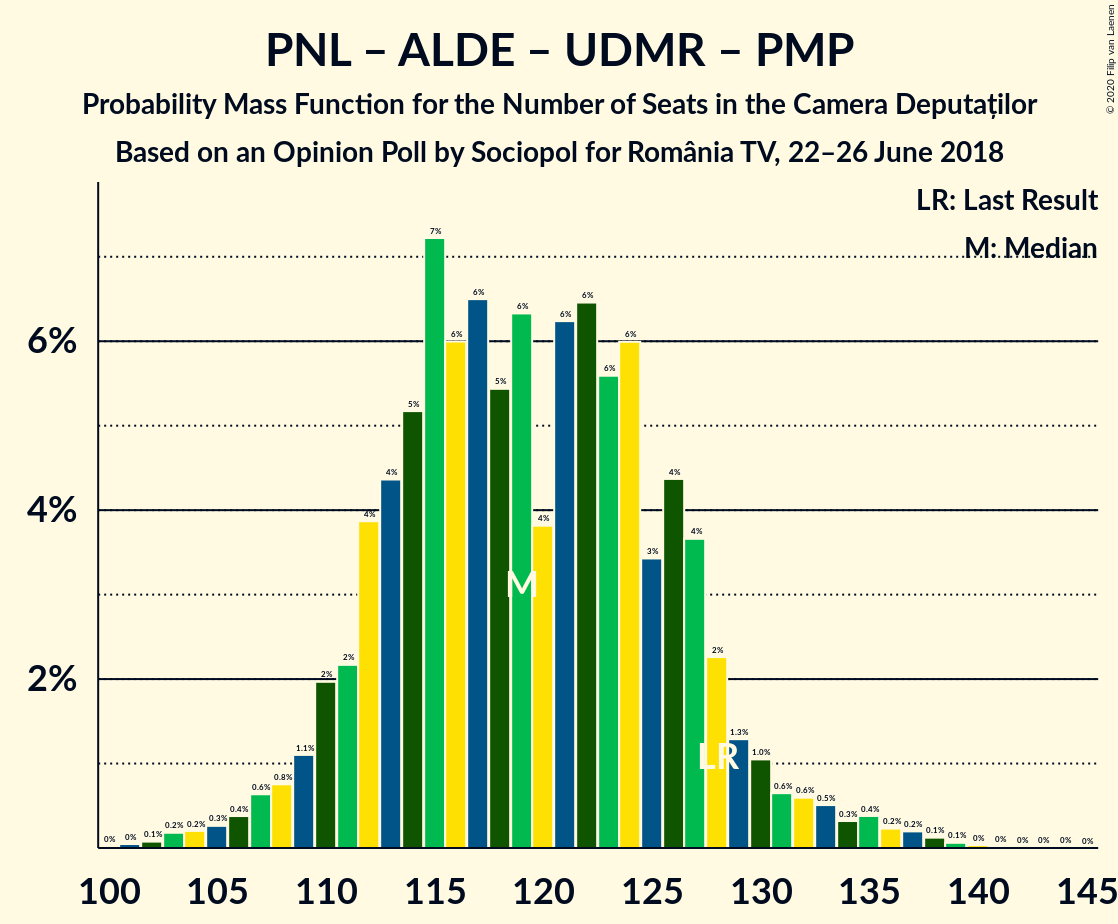 PNL – ALDE – UDMR – PMP
Probability Mass Function for the Number of Seats in the Camera Deputaților
Based on an Opinion Poll by Sociopol for România TV, 22–26 June 2018
© 2020 Filip van Laenen
LR: Last Result
M: Median
6%
4%
2%
0% 0% 0.1% 0.2% 0.2% 0.3% 0.4% 0.6% 0.8% 1.1% 2% 2% 4% 4% 5% 7% 6% 6% 5% 6% 4% 6% 6% 6% 6% 3% 4% 4% 2% 1.3% 1.0% 0.6% 0.6% 0.5% 0.3% 0.4% 0.2% 0.2% 0.1% 0.1% 0% 0% 0% 0% 0% 0%
M
LR
100 105 110 115 120 125 130 135 140 145